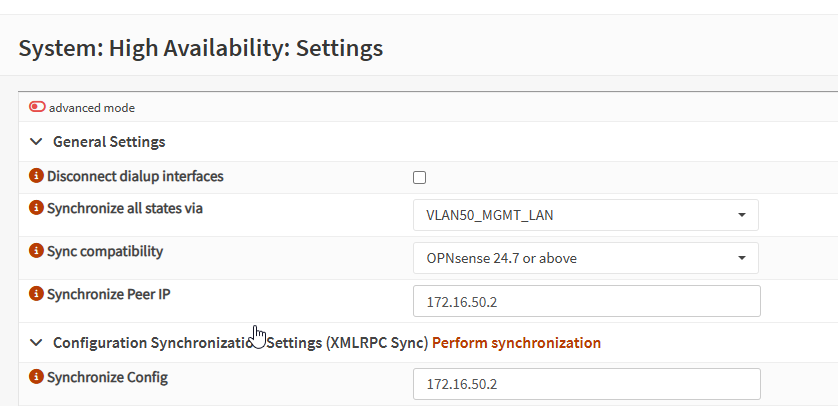 System: High Availability: Settings
advanced mode
General Settings
Disconnect dialup interfaces
Synchronize all states via VLAN50_MGMT_LAN
Sync compatibility OPNsense 24.7 or above
Synchronize Peer IP 172.16.50.2
Configuration Synchronization Settings (XMLRPC Sync) Perform synchronization
Synchronize Config 172.16.50.2